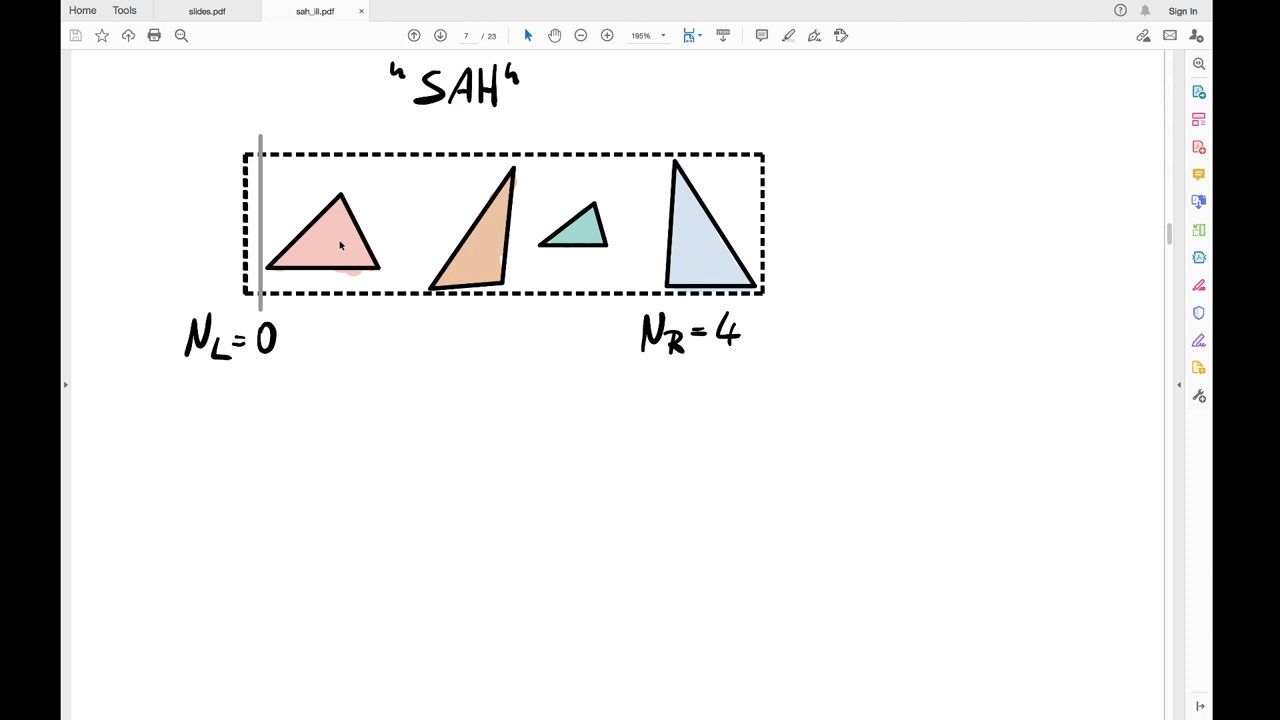 Home Tools slides.pdf sah_ill.pdf × Sign In
7 / 23 195%
"SAH"
N_L = 0 N_R = 4